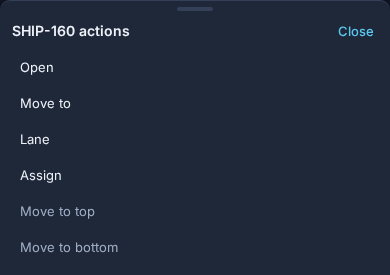 SHIP-160 actions
Close
Open
Move to
Lane
Assign
Move to top
Move to bottom